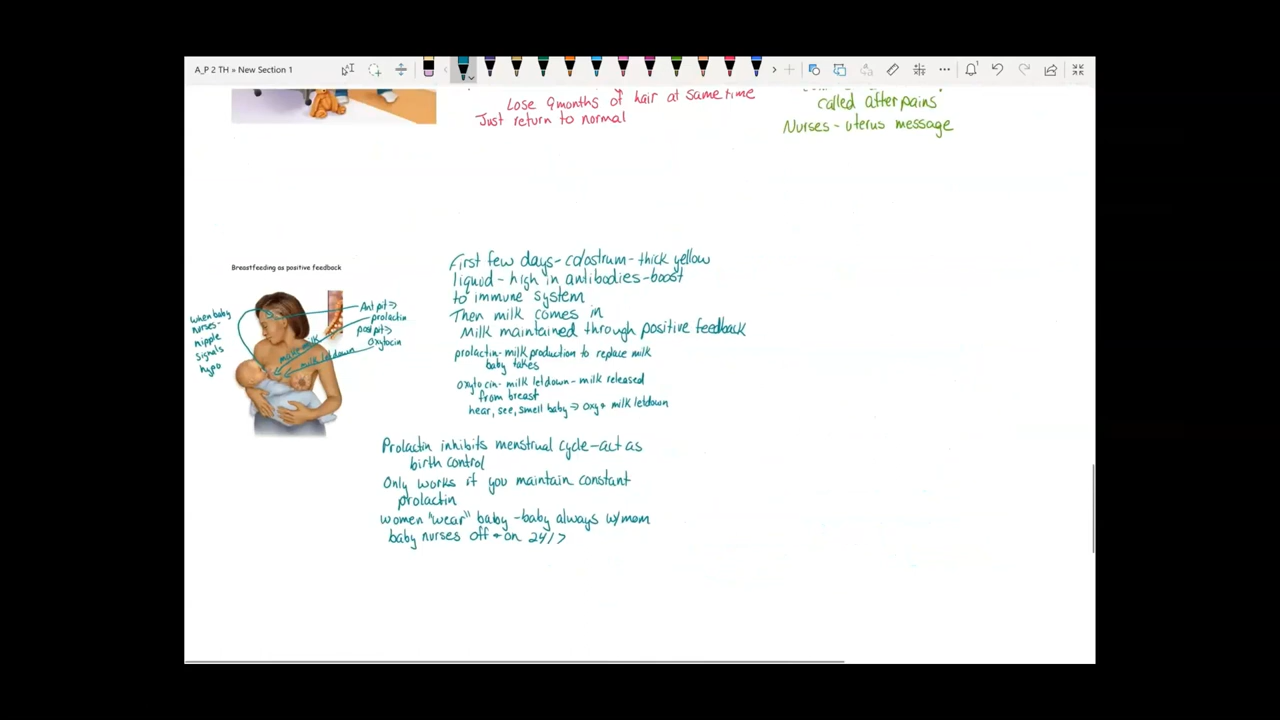 A_P 2 TH » New Section 1
Lose 9months of hair at same time
Just return to normal
called afterpains
Nurses - uterus message
Breastfeeding as positive feedback
when baby
nurses-
nipple
signals
hypo
Ant pit →
prolactin
post pit →
Oxytocin
make milk
milk letdown
First few days - colostrum - thick yellow
liquid - high in antibodies - boost
to immune system
Then milk comes in
Milk maintained through positive feedback
prolactin - milk production to replace milk
baby takes
oxytocin - milk letdown - milk released
from breast
hear, see, smell baby → oxy + milk letdown
Prolactin inhibits menstrual cycle - act as
birth control
Only works if you maintain constant
prolactin
women "wear" baby - baby always w/mom
baby nurses off + on 24/7